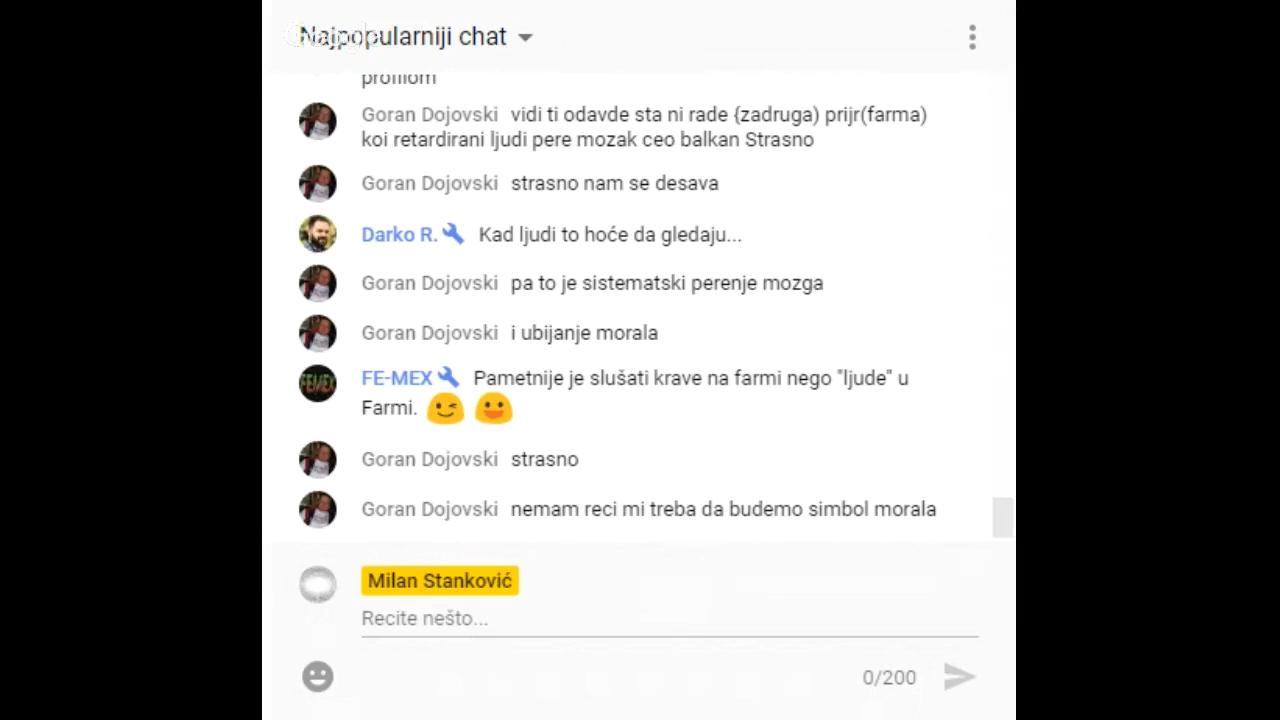 Najpopularniji chat
profilom
Goran Dojovski vidi ti odavde sta ni rade {zadruga) prijr(farma)
koi retardirani ljudi pere mozak ceo balkan Strasno
Goran Dojovski strasno nam se desava
Darko R. Kad ljudi to hoće da gledaju...
Goran Dojovski pa to je sistematski perenje mozga
Goran Dojovski i ubijanje morala
FE-MEX Pametnije je slušati krave na farmi nego "ljude" u
Farmi.
Goran Dojovski strasno
Goran Dojovski nemam reci mi treba da budemo simbol morala
Milan Stanković
Recite nešto...
0/200